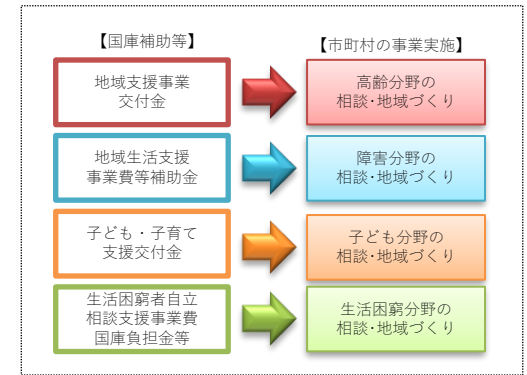 【国庫補助等】
【市町村の事業実施】
地域支援事業
交付金
高齢分野の
相談･地域づくり
地域生活支援
事業費等補助金
障害分野の
相談･地域づくり
子ども・子育て
支援交付金
子ども分野の
相談･地域づくり
生活困窮者自立
相談支援事業費
国庫負担金等
生活困窮分野の
相談･地域づくり